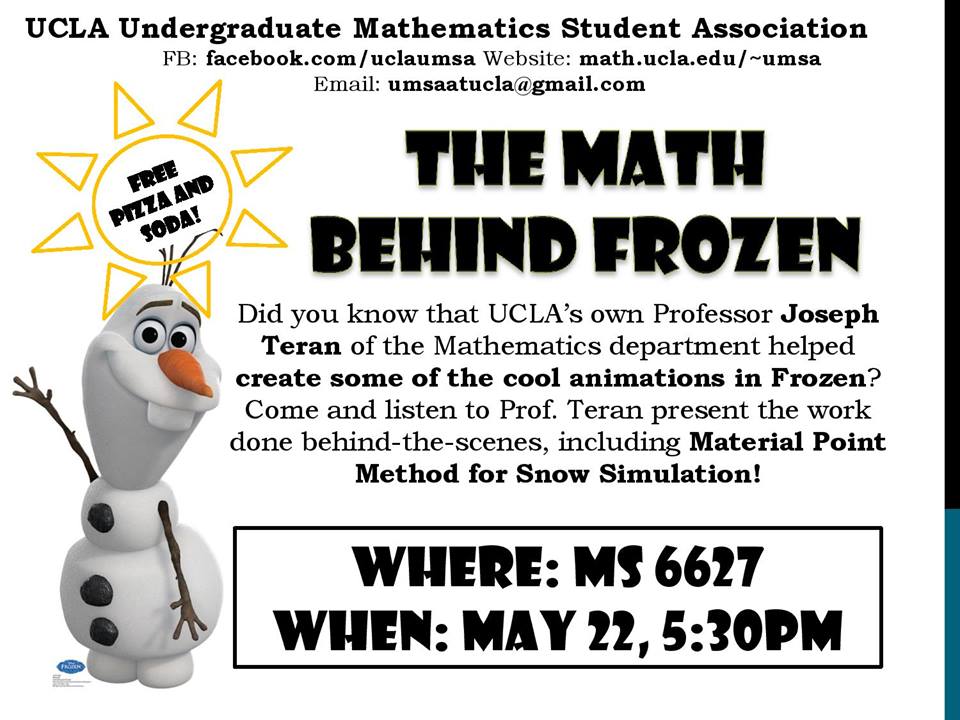 UCLA Undergraduate Mathematics Student Association
FB: facebook.com/uclaumsa Website: math.ucla.edu/~umsa
Email: umsaatucla@gmail.com
FREE
PIZZA AND
SODA!
THE MATH
BEHIND FROZEN
Did you know that UCLA’s own Professor Joseph
Teran of the Mathematics department helped
create some of the cool animations in Frozen?
Come and listen to Prof. Teran present the work
done behind-the-scenes, including Material Point
Method for Snow Simulation!
WHERE: MS 6627
WHEN: MAY 22, 5:30PM
FROZEN